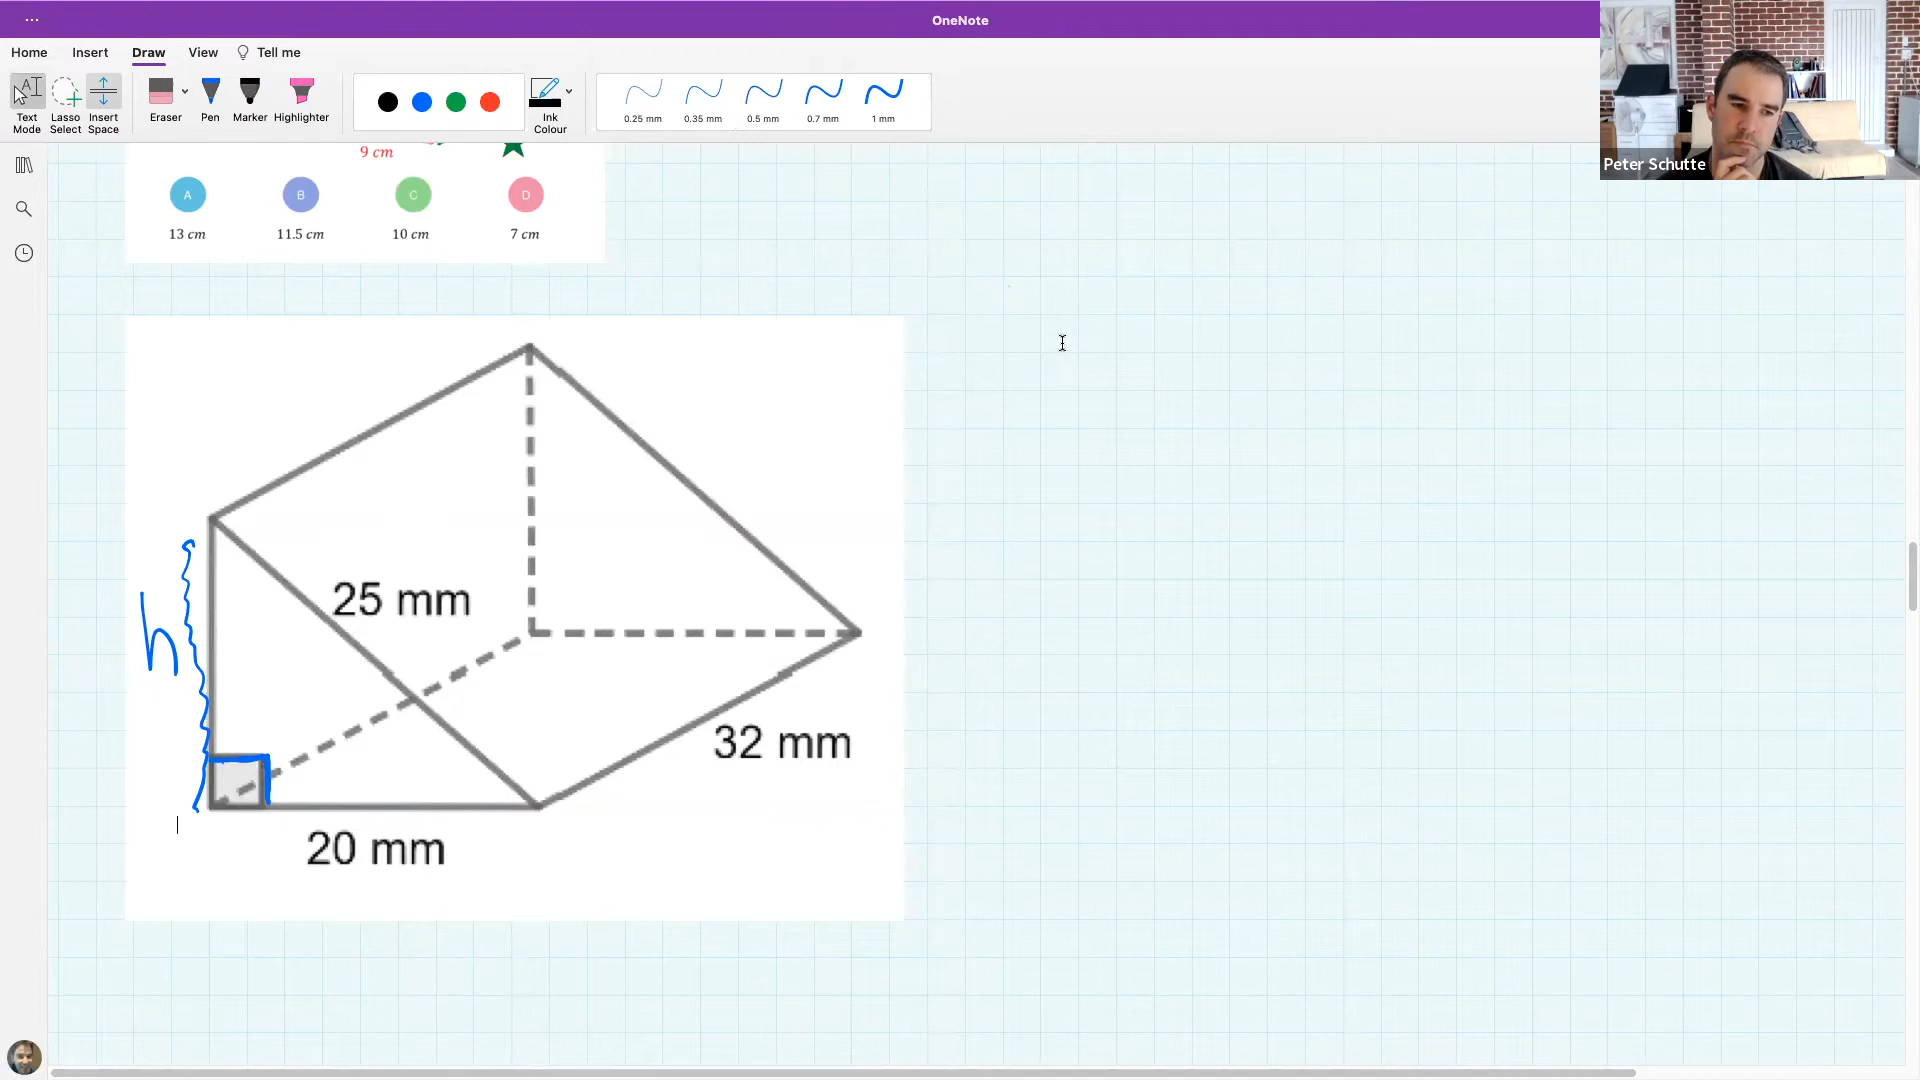 OneNote
Home Insert Draw View Tell me
Text Mode
Lasso Select
Insert Space
Eraser
Pen
Marker
Highlighter
Ink Colour
0.25 mm
0.35 mm
0.5 mm
0.7 mm
1 mm
Peter Schutte
9 cm
A B C D
13 cm 11.5 cm 10 cm 7 cm
25 mm
h
32 mm
20 mm